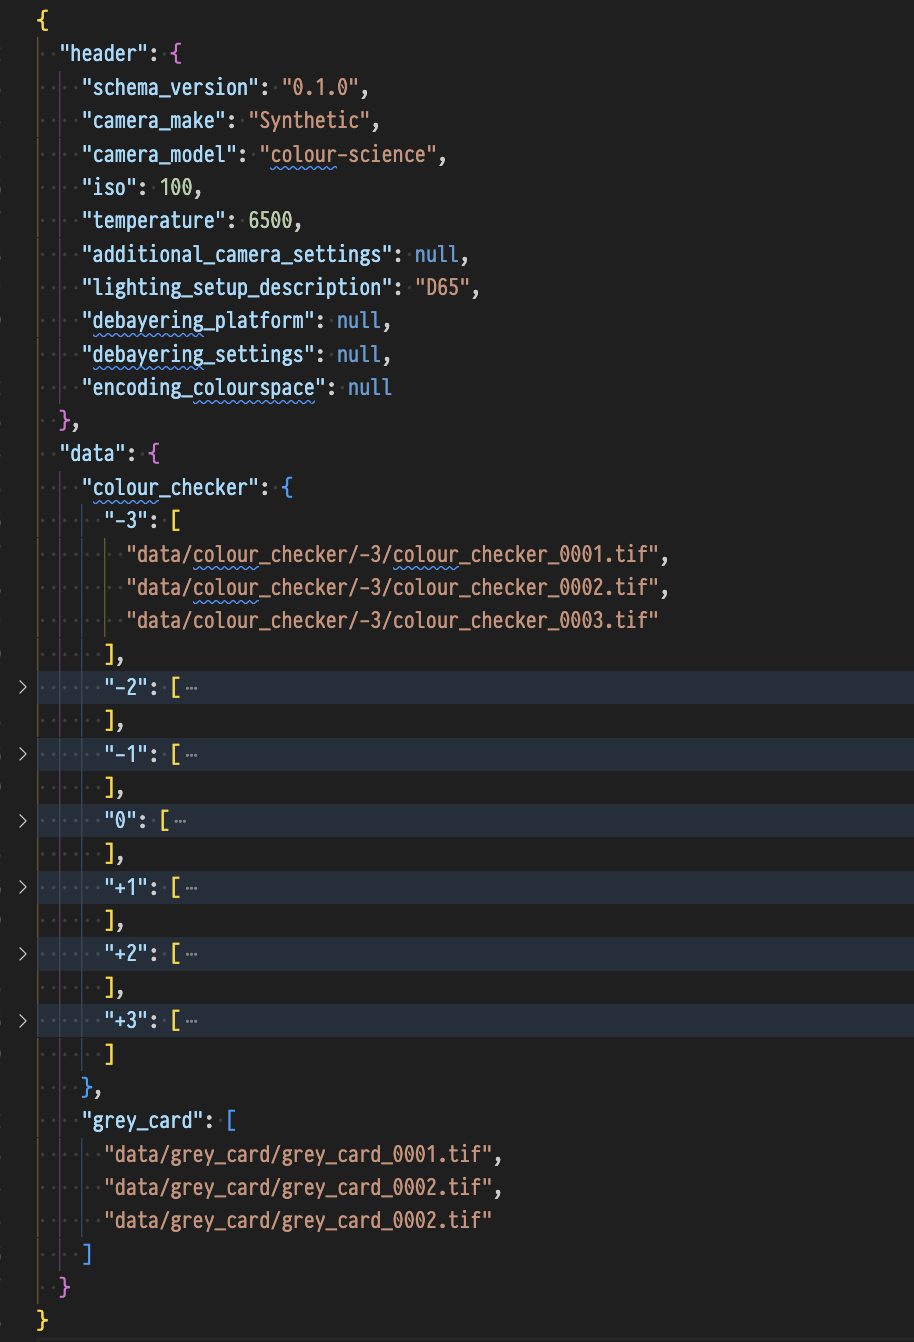 {
"header": {
"schema_version": "0.1.0",
"camera_make": "Synthetic",
"camera_model": "colour-science",
"iso": 100,
"temperature": 6500,
"additional_camera_settings": null,
"lighting_setup_description": "D65",
"debayering_platform": null,
"debayering_settings": null,
"encoding_colourspace": null
},
"data": {
"colour_checker": {
"-3": [
"data/colour_checker/-3/colour_checker_0001.tif",
"data/colour_checker/-3/colour_checker_0002.tif",
"data/colour_checker/-3/colour_checker_0003.tif"
],
"-2": [ …
],
"-1": [ …
],
"0": [ …
],
"+1": [ …
],
"+2": [ …
],
"+3": [ …
]
},
"grey_card": [
"data/grey_card/grey_card_0001.tif",
"data/grey_card/grey_card_0002.tif",
"data/grey_card/grey_card_0002.tif"
]
}
}